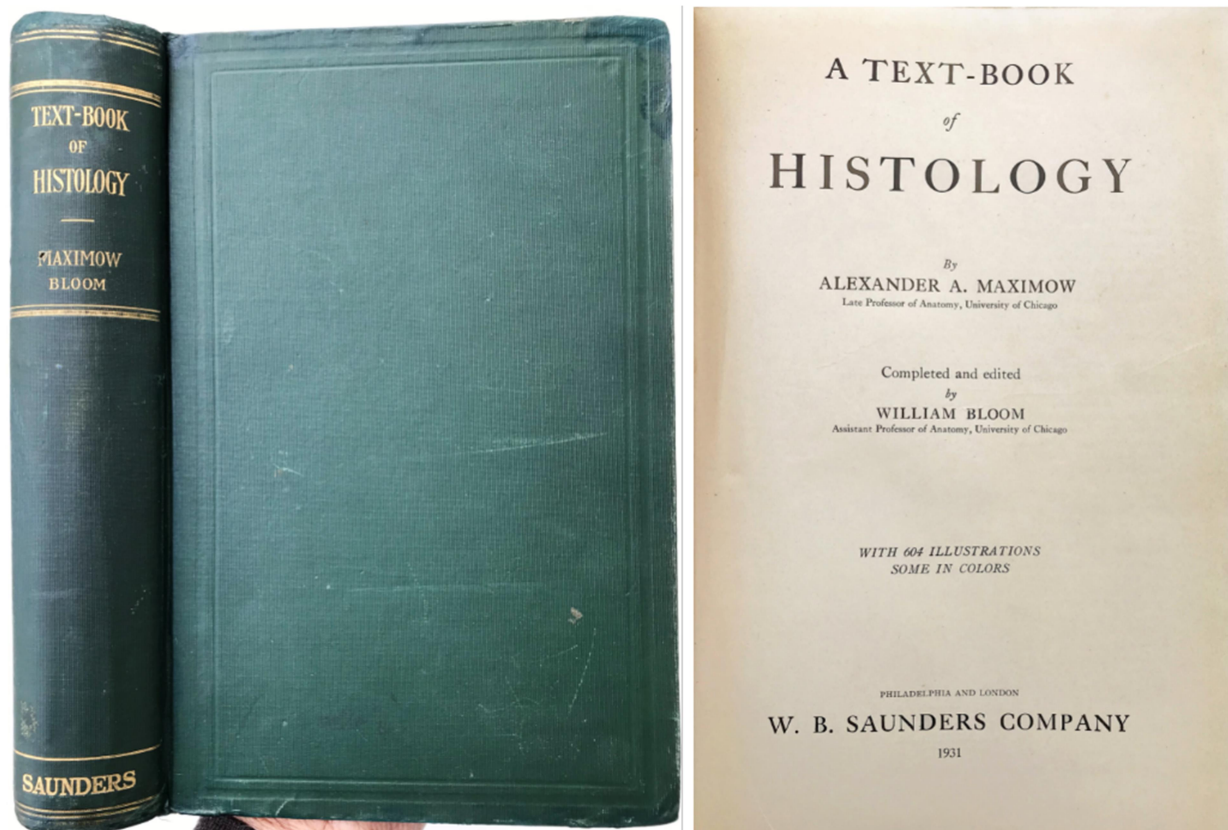 TEXT-BOOK
OF
HISTOLOGY
MAXIMOW
BLOOM
SAUNDERS
A TEXT-BOOK
of
HISTOLOGY
By
ALEXANDER A. MAXIMOW
Late Professor of Anatomy, University of Chicago
Completed and edited
by
WILLIAM BLOOM
Assistant Professor of Anatomy, University of Chicago
WITH 604 ILLUSTRATIONS
SOME IN COLORS
PHILADELPHIA AND LONDON
W. B. SAUNDERS COMPANY
1931